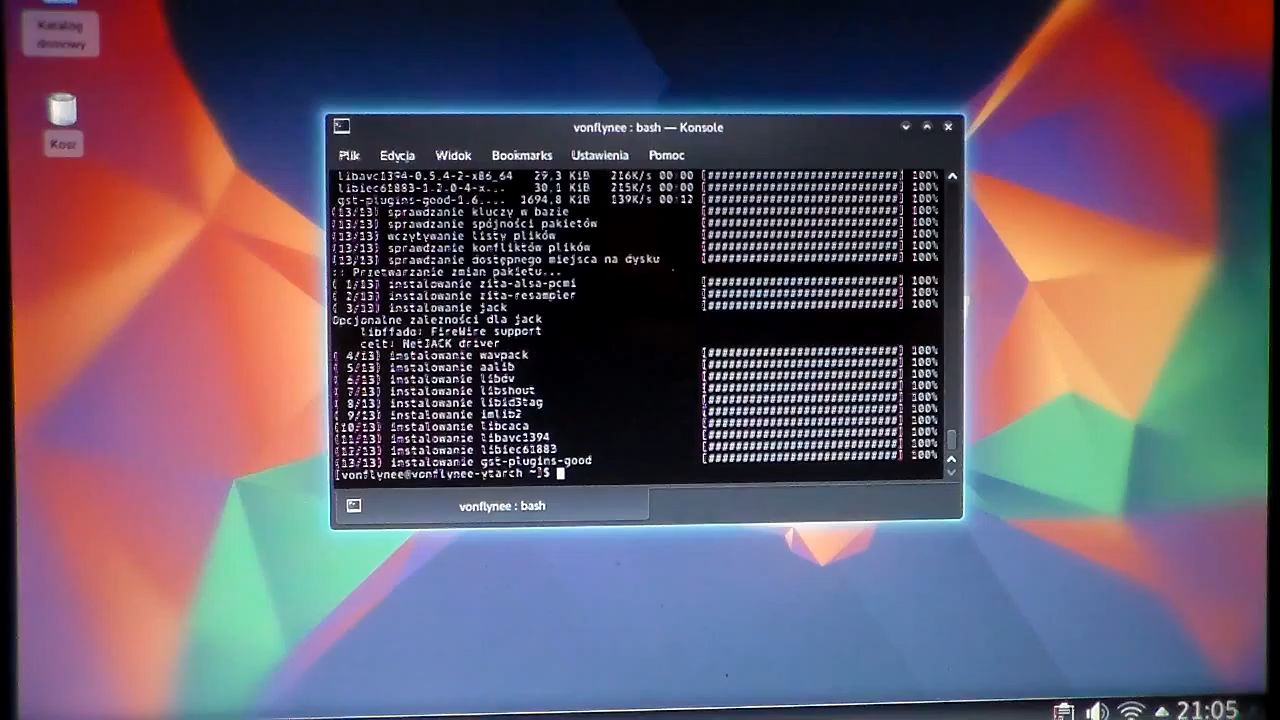 Katalog
domowy
Kosz
vonflynee : bash — Konsole
Plik Edycja Widok Bookmarks Ustawienia Pomoc
libavc1394-0.5.4-2-x86_64 29,3 KiB 216K/s 00:00 [#######################] 100%
libiec61883-1.2.0-4-x... 30,1 KiB 215K/s 00:00 [#######################] 100%
gst-plugins-good-1.6.... 1694,8 KiB 139K/s 00:12 [#######################] 100%
(13/13) sprawdzanie kluczy w bazie [#######################] 100%
(13/13) sprawdzanie spójności pakietów [#######################] 100%
(13/13) wczytywanie listy plików [#######################] 100%
(13/13) sprawdzanie konfliktów plików [#######################] 100%
(13/13) sprawdzanie dostępnego miejsca na dysku [#######################] 100%
:: Przetwarzanie zmian pakietu...
( 1/13) instalowanie zita-alsa-pcmi [#######################] 100%
( 2/13) instalowanie zita-resampler [#######################] 100%
( 3/13) instalowanie jack [#######################] 100%
Opcjonalne zależności dla jack
libffado: FireWire support
celt: NetJACK driver
( 4/13) instalowanie wavpack [#######################] 100%
( 5/13) instalowanie aalib [#######################] 100%
( 6/13) instalowanie libdv [#######################] 100%
( 7/13) instalowanie libshout [#######################] 100%
( 8/13) instalowanie libid3tag [#######################] 100%
( 9/13) instalowanie imlib2 [#######################] 100%
(10/13) instalowanie libcaca [#######################] 100%
(11/13) instalowanie libavc1394 [#######################] 100%
(12/13) instalowanie libiec61883 [#######################] 100%
(13/13) instalowanie gst-plugins-good [#######################] 100%
[vonflynee@vonflynee-ytarch ~]$
vonflynee : bash
21:05